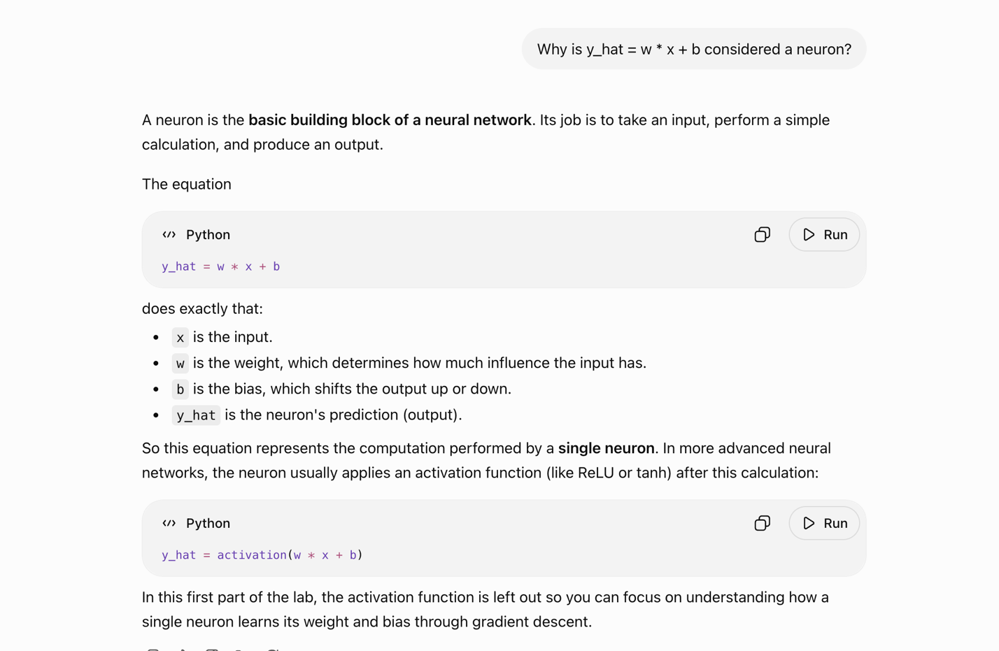 Why is y_hat = w * x + b considered a neuron?
A neuron is the basic building block of a neural network. Its job is to take an input, perform a simple
calculation, and produce an output.
The equation
Python
Run
y_hat = w * x + b
does exactly that:
• x is the input.
• w is the weight, which determines how much influence the input has.
• b is the bias, which shifts the output up or down.
• y_hat is the neuron's prediction (output).
So this equation represents the computation performed by a single neuron. In more advanced neural
networks, the neuron usually applies an activation function (like ReLU or tanh) after this calculation:
Python
Run
y_hat = activation(w * x + b)
In this first part of the lab, the activation function is left out so you can focus on understanding how a
single neuron learns its weight and bias through gradient descent.